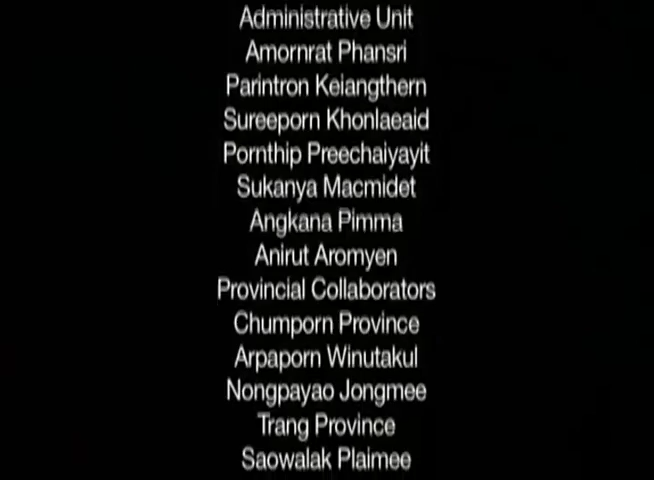 Administrative Unit
Amornrat Phansri
Parintron Keiangthern
Sureeporn Khonlaeaid
Pornthip Preechaiyayit
Sukanya Macmidet
Angkana Pimma
Anirut Aromyen
Provincial Collaborators
Chumporn Province
Arpaporn Winutakul
Nongpayao Jongmee
Trang Province
Saowalak Plaimee